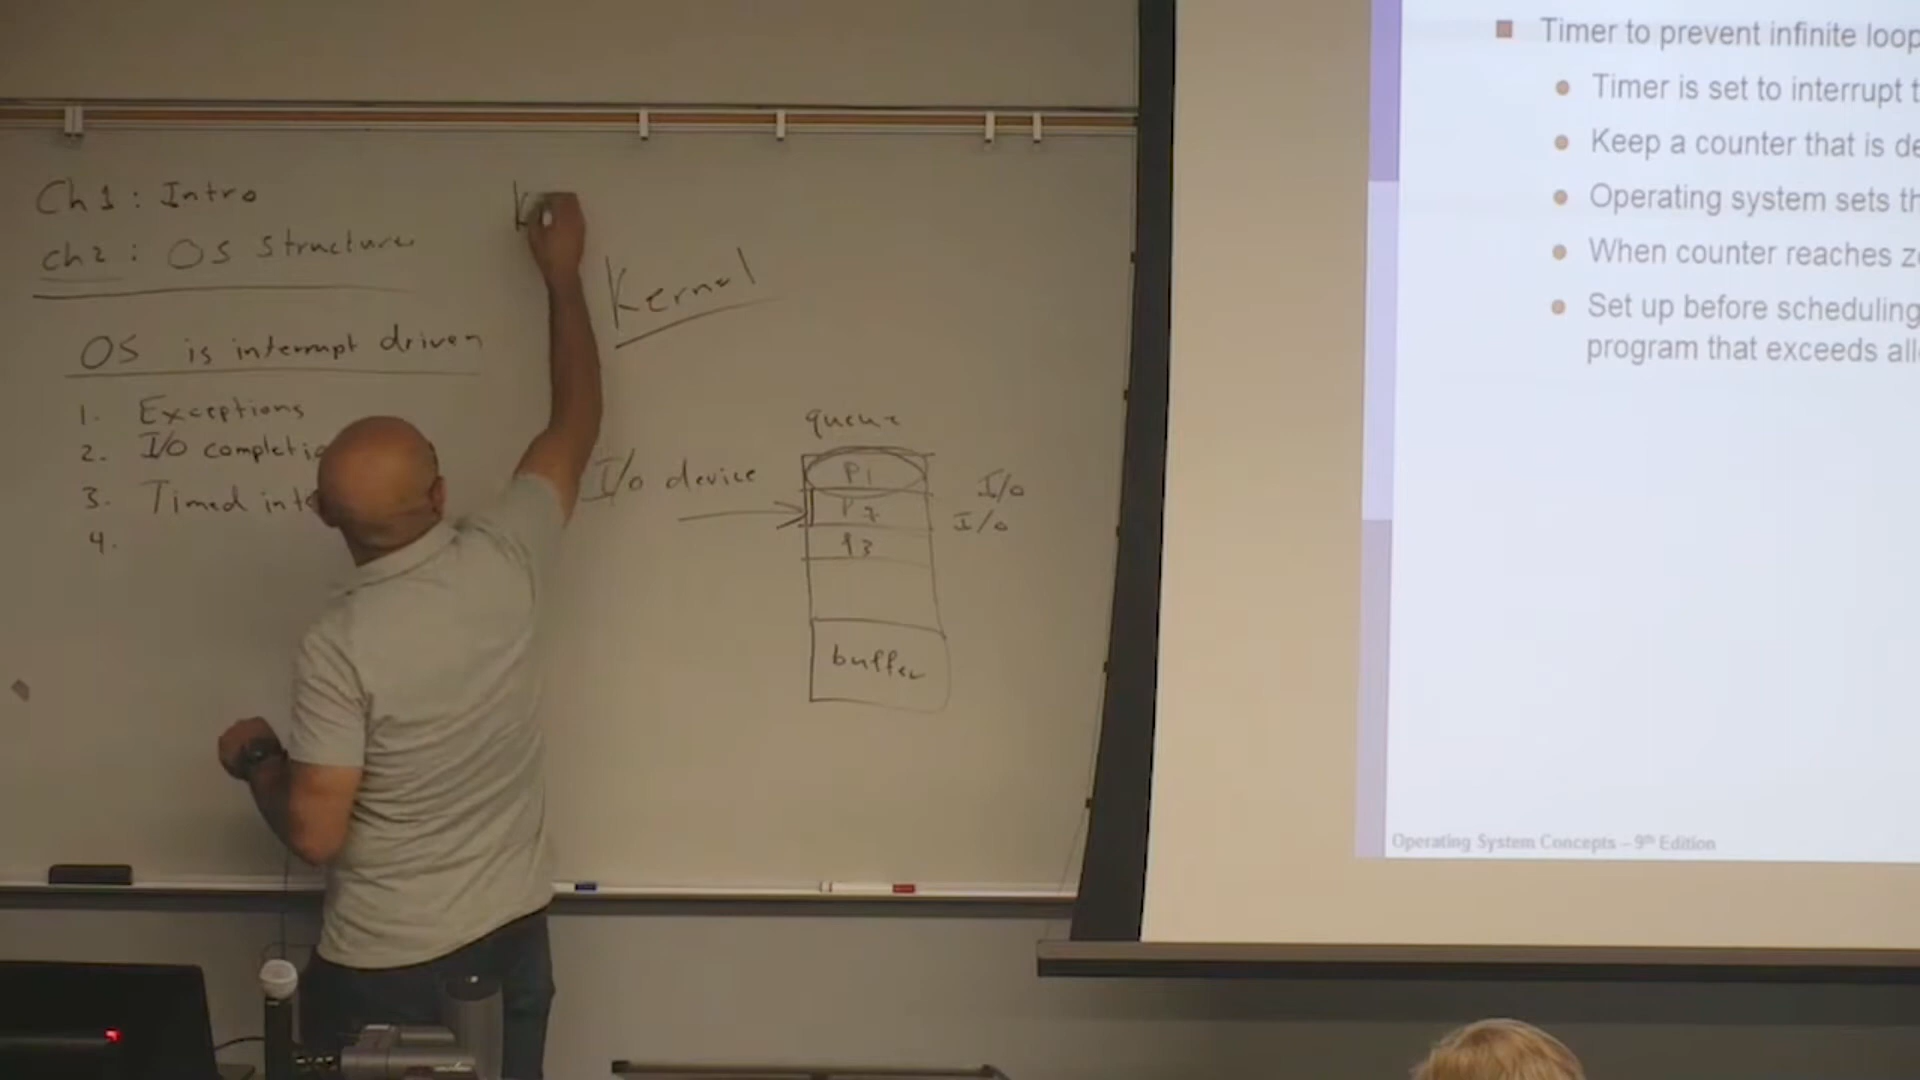 Ch1 : Intro
ch2 : OS Structure
OS is interrupt driven
1. Exceptions
2. I/O completi
3. Timed inte
4.
K
Kernel
queue
I/o device
P1
P2
P3
I/o
I/o
buffer
Timer to prevent infinite loop
Timer is set to interrupt t
Keep a counter that is de
Operating system sets th
When counter reaches ze
Set up before scheduling
program that exceeds all
Operating System Concepts – 9th Edition